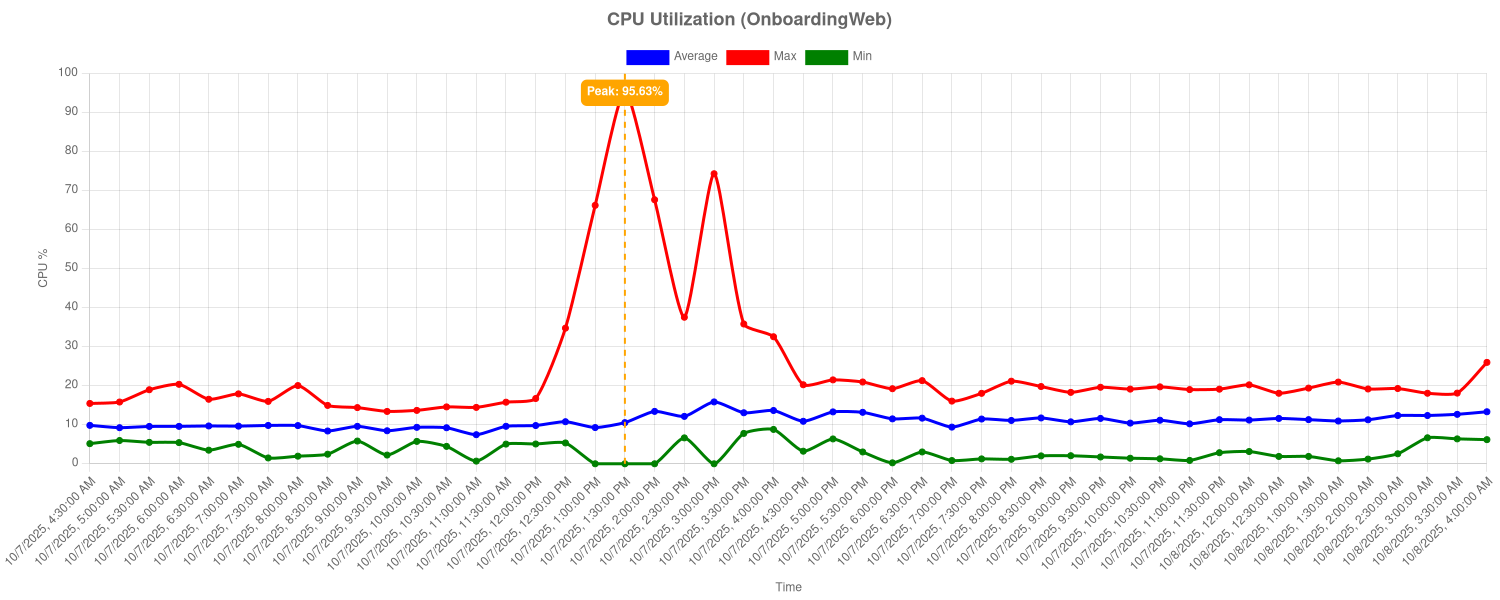 CPU Utilization (OnboardingWeb)
Average Max Min
Peak: 95.63%
100
90
80
70
60
50
40
30
20
10
0
CPU %
10/7/2025, 4:30:00 AM
10/7/2025, 5:00:00 AM
10/7/2025, 5:30:00 AM
10/7/2025, 6:00:00 AM
10/7/2025, 6:30:00 AM
10/7/2025, 7:00:00 AM
10/7/2025, 7:30:00 AM
10/7/2025, 8:00:00 AM
10/7/2025, 8:30:00 AM
10/7/2025, 9:00:00 AM
10/7/2025, 9:30:00 AM
10/7/2025, 10:00:00 AM
10/7/2025, 10:30:00 AM
10/7/2025, 11:00:00 AM
10/7/2025, 11:30:00 AM
10/7/2025, 12:00:00 PM
10/7/2025, 12:30:00 PM
10/7/2025, 1:00:00 PM
10/7/2025, 1:30:00 PM
10/7/2025, 2:00:00 PM
10/7/2025, 2:30:00 PM
10/7/2025, 3:00:00 PM
10/7/2025, 3:30:00 PM
10/7/2025, 4:00:00 PM
10/7/2025, 4:30:00 PM
10/7/2025, 5:00:00 PM
10/7/2025, 5:30:00 PM
10/7/2025, 6:00:00 PM
10/7/2025, 6:30:00 PM
10/7/2025, 7:00:00 PM
10/7/2025, 7:30:00 PM
10/7/2025, 8:00:00 PM
10/7/2025, 8:30:00 PM
10/7/2025, 9:00:00 PM
10/7/2025, 9:30:00 PM
10/7/2025, 10:00:00 PM
10/7/2025, 10:30:00 PM
10/7/2025, 11:00:00 PM
10/7/2025, 11:30:00 PM
10/8/2025, 12:00:00 AM
10/8/2025, 12:30:00 AM
10/8/2025, 1:00:00 AM
10/8/2025, 1:30:00 AM
10/8/2025, 2:00:00 AM
10/8/2025, 2:30:00 AM
10/8/2025, 3:00:00 AM
10/8/2025, 3:30:00 AM
10/8/2025, 4:00:00 AM
Time